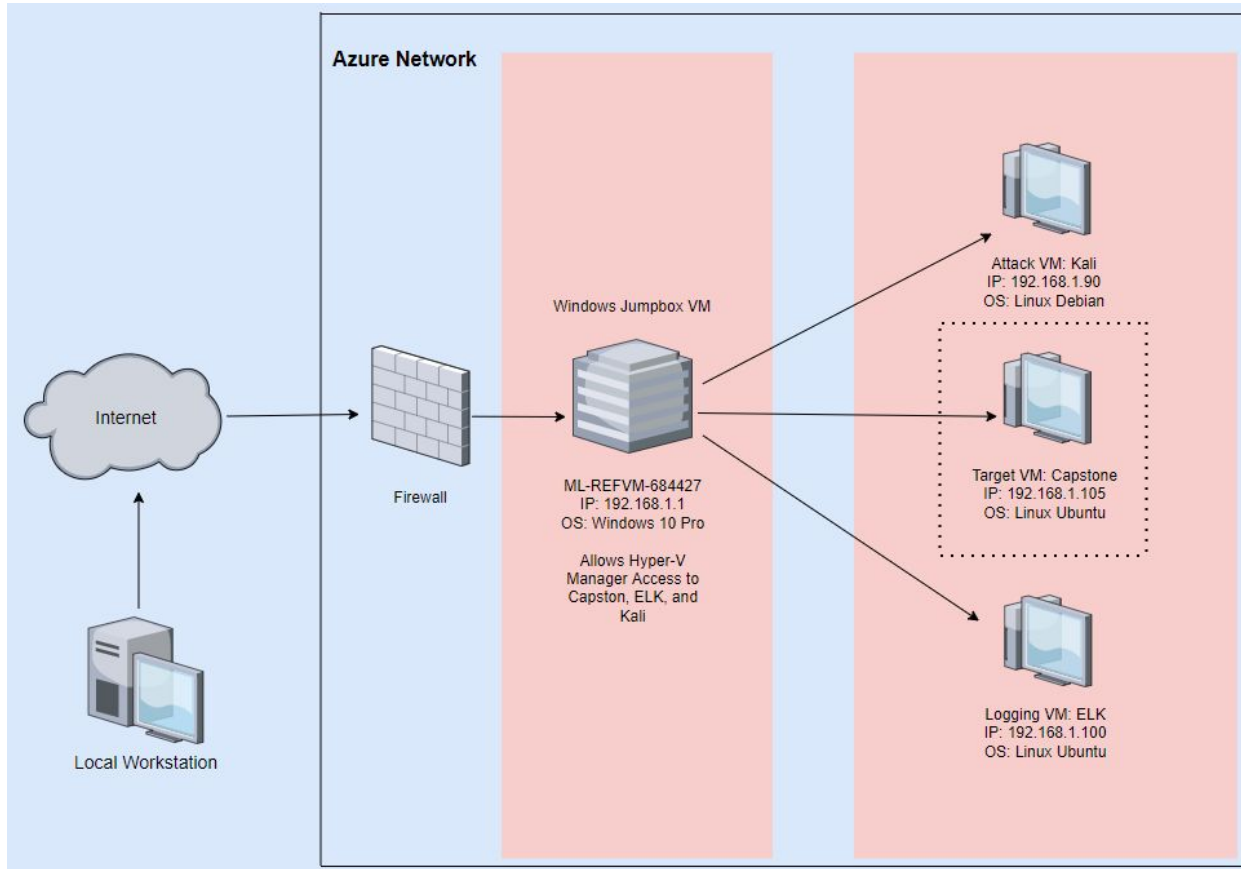 Azure Network
Internet
Local Workstation
Firewall
Windows Jumpbox VM
ML-REFVM-684427
IP: 192.168.1.1
OS: Windows 10 Pro
Allows Hyper-V
Manager Access to
Capston, ELK, and
Kali
Attack VM: Kali
IP: 192.168.1.90
OS: Linux Debian
Target VM: Capstone
IP: 192.168.1.105
OS: Linux Ubuntu
Logging VM: ELK
IP: 192.168.1.100
OS: Linux Ubuntu